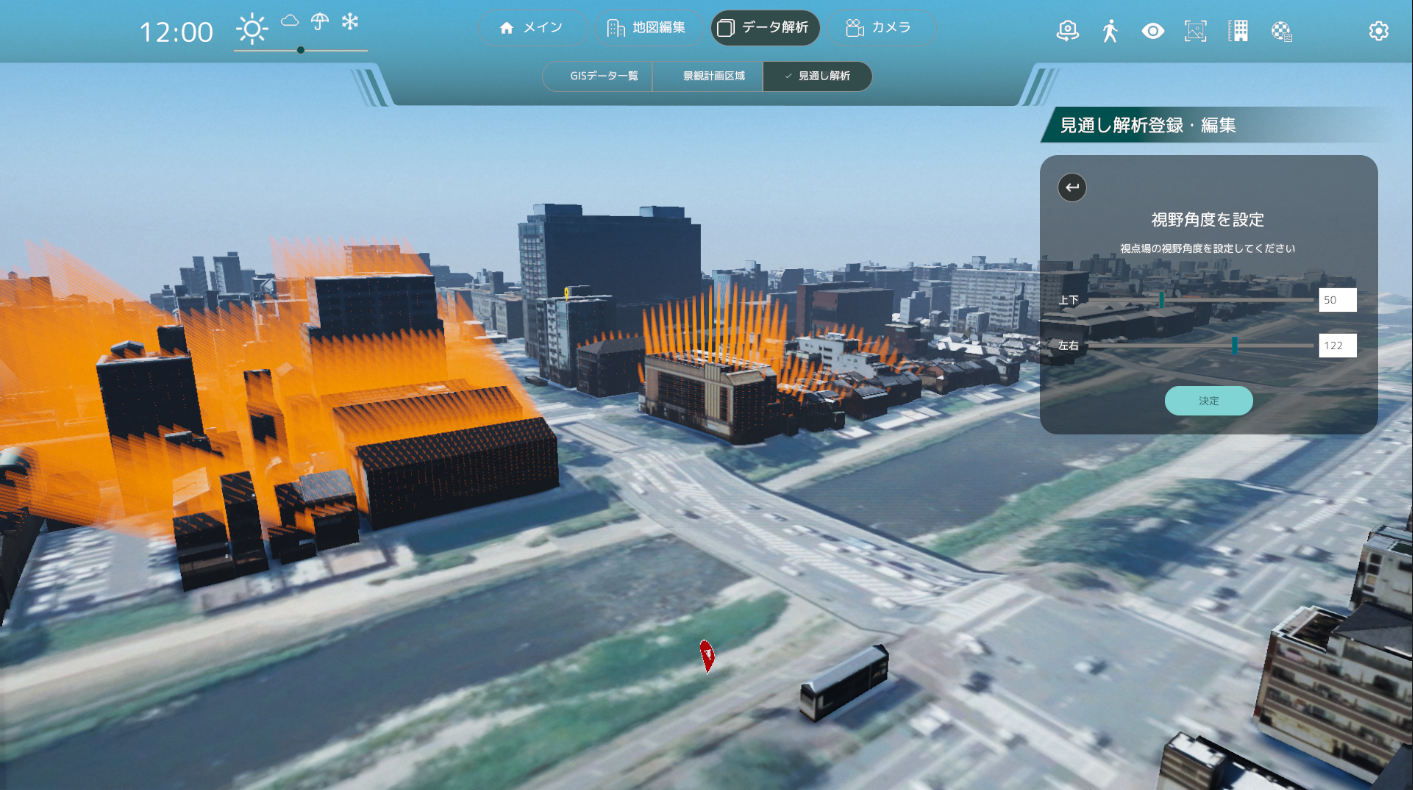 12:00
メイン
地図編集
データ解析
カメラ
GISデータ一覧
景観計画区域
✓ 見通し解析
見通し解析登録・編集
視野角度を設定
視点場の視野角度を設定してください
上下
50
左右
122
決定